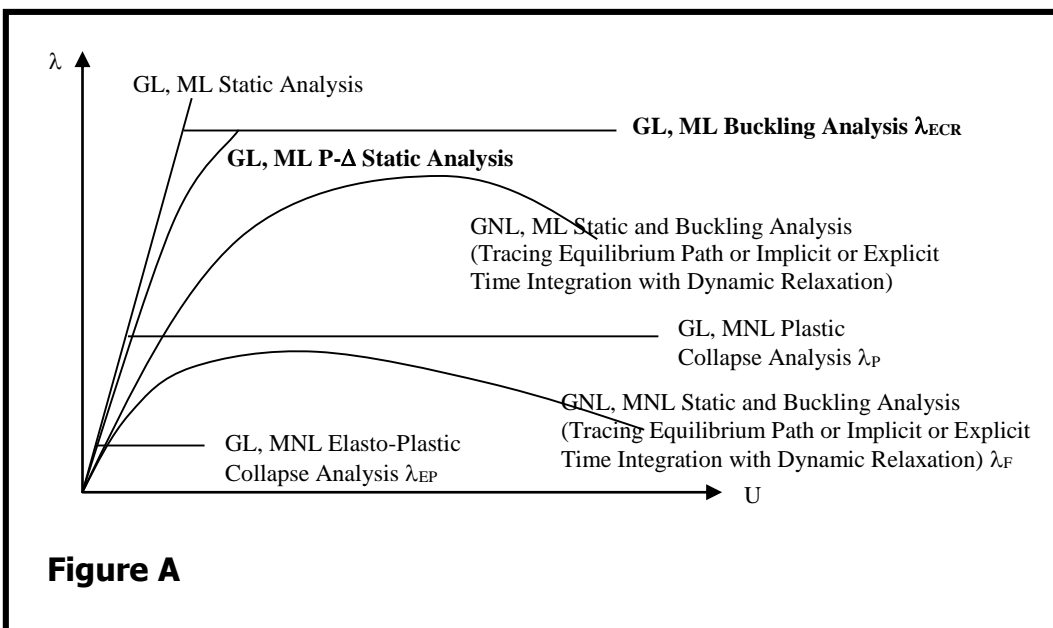 λ
GL, ML Static Analysis
GL, ML Buckling Analysis λECR
GL, ML P-Δ Static Analysis
GNL, ML Static and Buckling Analysis
(Tracing Equilibrium Path or Implicit or Explicit
Time Integration with Dynamic Relaxation)
GL, MNL Plastic
Collapse Analysis λP
GNL, MNL Static and Buckling Analysis
(Tracing Equilibrium Path or Implicit or Explicit
Time Integration with Dynamic Relaxation) λF
GL, MNL Elasto-Plastic
Collapse Analysis λEP
U
Figure A